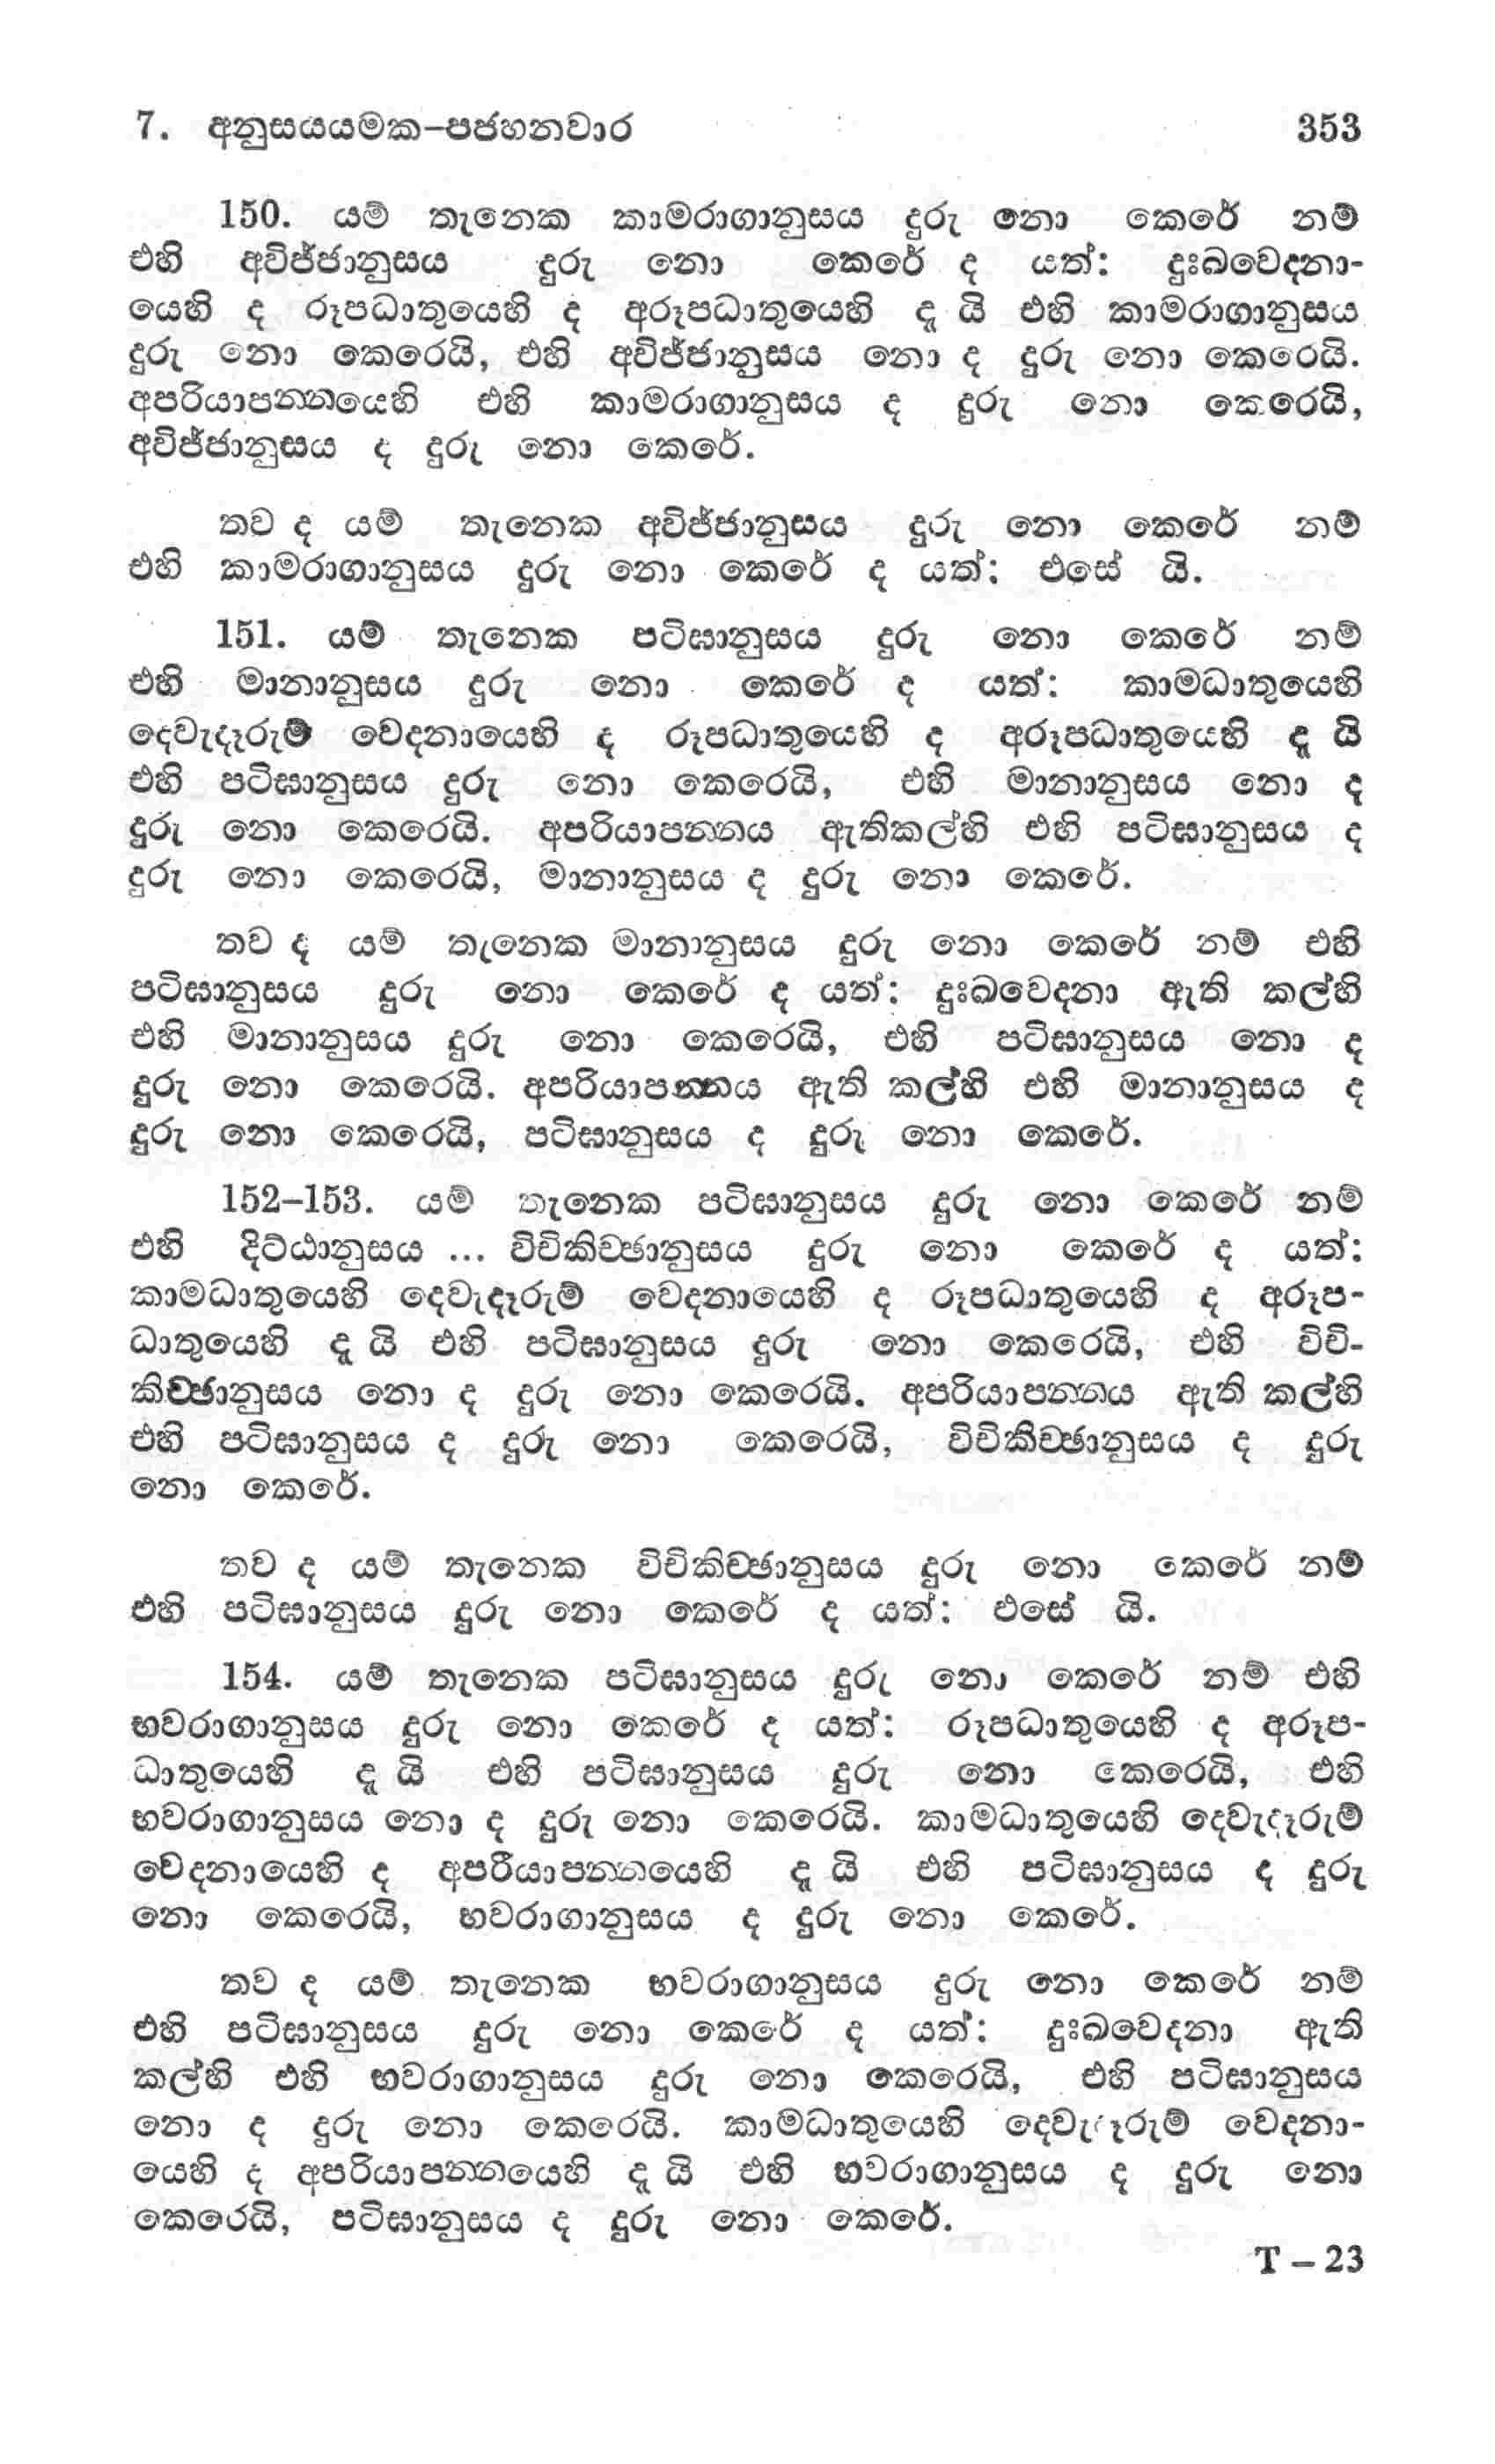 7. අනුසයයමක–පජහනවාර 353
150. යම් තැනෙක කාමරාගානුසය දුරු නො කෙරේ නම්
එහි අවිජ්ජානුසය දුරු නො කෙරේ ද යත්: දුඃඛවෙදනා-
යෙහි ද රූපධාතුයෙහි ද අරූපධාතුයෙහි දැ යි එහි කාමරාගානුසය
දුරු නො කෙරෙයි, එහි අවිජ්ජානුසය නො ද දුරු නො කෙරෙයි.
අපරියාපන්නයෙහි එහි කාමරාගානුසය ද දුරු නො කෙරෙයි,
අවිජ්ජානුසය ද දුරු නො කෙරේ.
තව ද යම් තැනෙක අවිජ්ජානුසය දුරු නො කෙරේ නම්
එහි කාමරාගානුසය දුරු නො කෙරේ ද යත්: එසේ යි.
151. යම් තැනෙක පටිඝානුසය දුරු නො කෙරේ නම්
එහි මානානුසය දුරු නො කෙරේ ද යත්: කාමධාතුයෙහි
දෙවැදෑරුම් වෙදනායෙහි ද රූපධාතුයෙහි ද අරූපධාතුයෙහි දැ යි
එහි පටිඝානුසය දුරු නො කෙරෙයි, එහි මානානුසය නො ද
දුරු නො කෙරෙයි. අපරියාපන්නය ඇතිකල්හි එහි පටිඝානුසය ද
දුරු නො කෙරෙයි, මානානුසය ද දුරු නො කෙරේ.
තව ද යම් තැනෙක මානානුසය දුරු නො කෙරේ නම් එහි
පටිඝානුසය දුරු නො කෙරේ ද යත්: දුඃඛවෙදනා ඇති කල්හි
එහි මානානුසය දුරු නො කෙරෙයි, එහි පටිඝානුසය නො ද
දුරු නො කෙරෙයි. අපරියාපන්නය ඇති කල්හි එහි මානානුසය ද
දුරු නො කෙරෙයි, පටිඝානුසය ද දුරු නො කෙරේ.
152–153. යම් තැනෙක පටිඝානුසය දුරු නො කෙරේ නම්
එහි දිට්ඨානුසය ... විචිකිච්ඡානුසය දුරු නො කෙරේ ද යත්:
කාමධාතුයෙහි දෙවැදෑරුම් වෙදනායෙහි ද රූපධාතුයෙහි ද අරූප-
ධාතුයෙහි දැ යි එහි පටිඝානුසය දුරු නො කෙරෙයි, එහි විචි-
කිච්ඡානුසය නො ද දුරු නො කෙරෙයි. අපරියාපන්නය ඇති කල්හි
එහි පටිඝානුසය ද දුරු නො කෙරෙයි, විචිකිච්ඡානුසය ද දුරු
නො කෙරේ.
තව ද යම් තැනෙක විචිකිච්ඡානුසය දුරු නො කෙරේ නම්
එහි පටිඝානුසය දුරු නො කෙරේ ද යත්: එසේ යි.
154. යම් තැනෙක පටිඝානුසය දුරු නො කෙරේ නම් එහි
භවරාගානුසය දුරු නො කෙරේ ද යත්: රූපධාතුයෙහි ද අරූප-
ධාතුයෙහි දැ යි එහි පටිඝානුසය දුරු නො කෙරෙයි, එහි
භවරාගානුසය නො ද දුරු නො කෙරෙයි. කාමධාතුයෙහි දෙවැදෑරුම්
වෙදනායෙහි ද අපරියාපන්නයෙහි දැ යි එහි පටිඝානුසය ද දුරු
නො කෙරෙයි, භවරාගානුසය ද දුරු නො කෙරේ.
තව ද යම් තැනෙක භවරාගානුසය දුරු නො කෙරේ නම්
එහි පටිඝානුසය දුරු නො කෙරේ ද යත්: දුඃඛවෙදනා ඇති
කල්හි එහි භවරාගානුසය දුරු නො කෙරෙයි, එහි පටිඝානුසය
නො ද දුරු නො කෙරෙයි. කාමධාතුයෙහි දෙවැදෑරුම් වෙදනා-
යෙහි ද අපරියාපන්නයෙහි දැ යි එහි භවරාගානුසය ද දුරු නො
කෙරෙයි, පටිඝානුසය ද දුරු නො කෙරේ.
T – 23